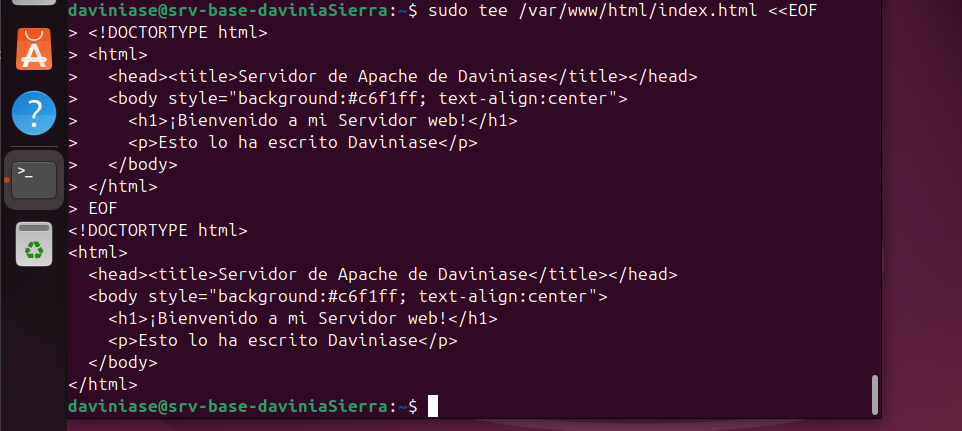 daviniase@srv-base-daviniaSierra:~$ sudo tee /var/www/html/index.html <<EOF
> <!DOCTORTYPE html>
> <html>
>   <head><title>Servidor de Apache de Daviniase</title></head>
>   <body style="background:#c6f1ff; text-align:center">
>     <h1>¡Bienvenido a mi Servidor web!</h1>
>     <p>Esto lo ha escrito Daviniase</p>
>   </body>
> </html>
> EOF
<!DOCTORTYPE html>
<html>
  <head><title>Servidor de Apache de Daviniase</title></head>
  <body style="background:#c6f1ff; text-align:center">
    <h1>¡Bienvenido a mi Servidor web!</h1>
    <p>Esto lo ha escrito Daviniase</p>
  </body>
</html>
daviniase@srv-base-daviniaSierra:~$